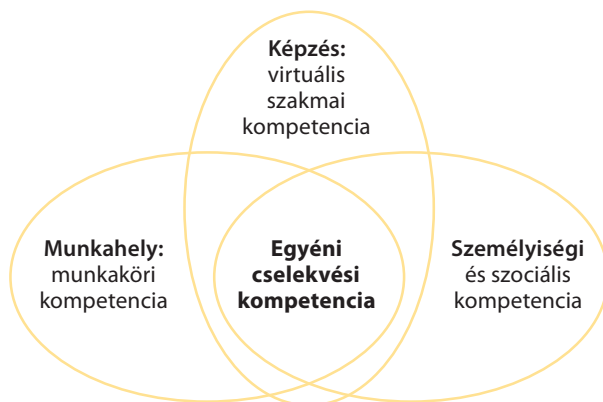 Képzés:
virtuális
szakmai
kompetencia
Munkahely:
munkaköri
kompetencia
Egyéni
cselekvési
kompetencia
Személyiségi
és szociális
kompetencia